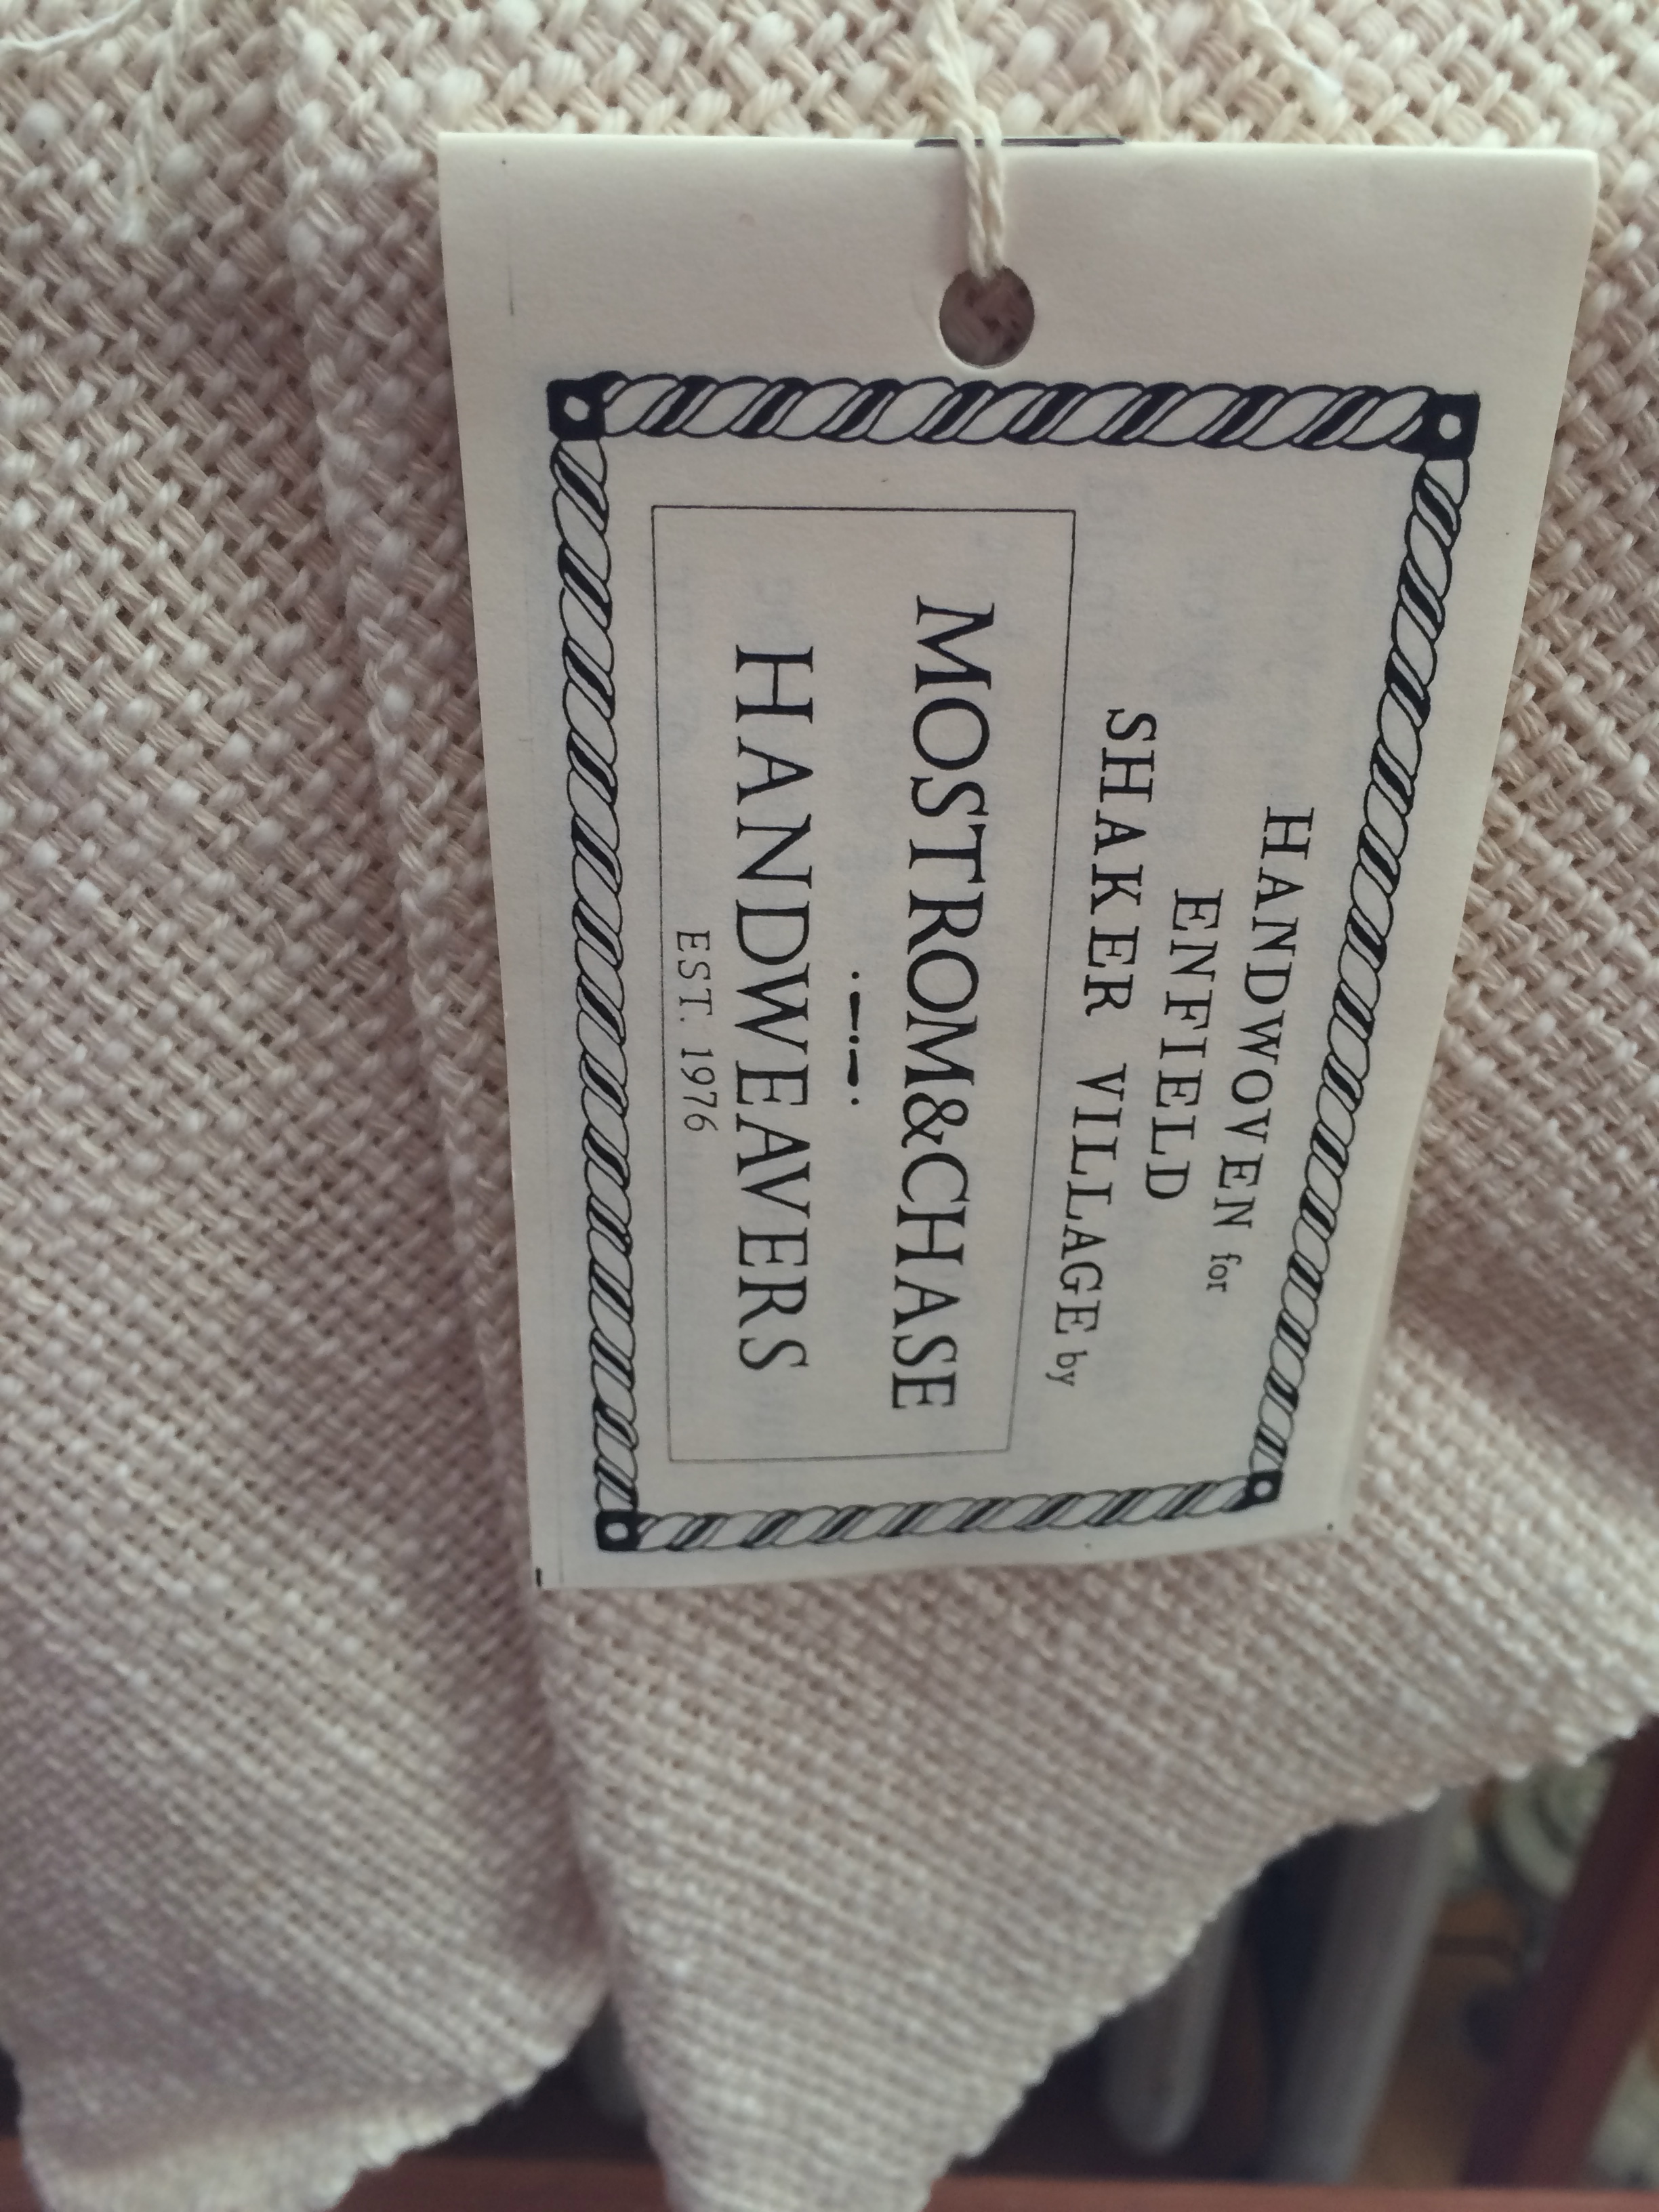 HANDWOVEN for
ENFIELD
SHAKER VILLAGE by
MOSTROM&CHASE
HANDWEAVERS
EST. 1976